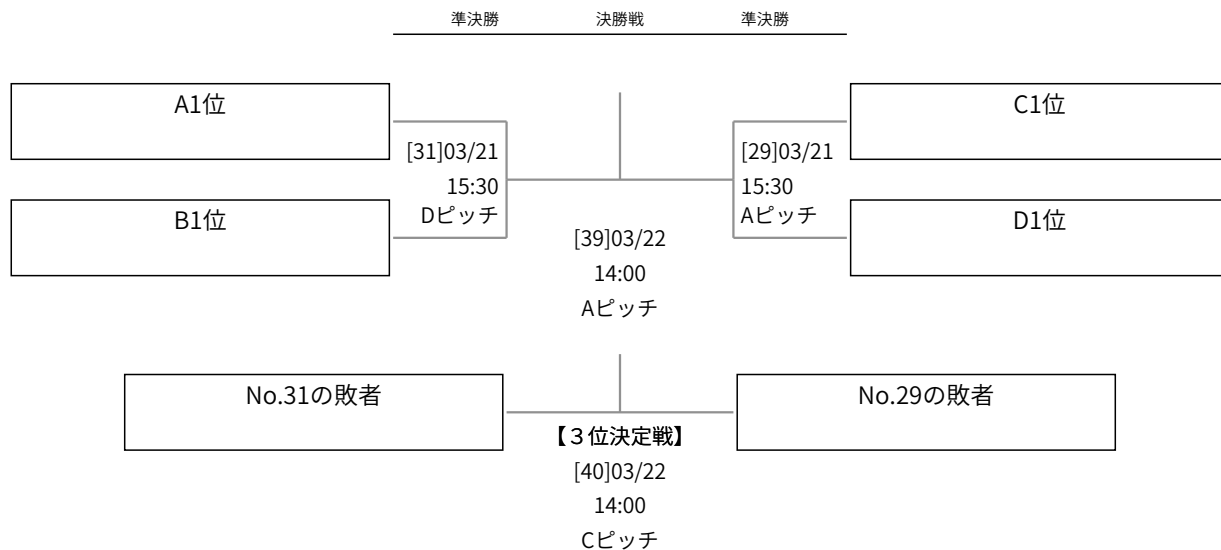 準決勝 決勝戦 準決勝
A1位
C1位
[31]03/21
15:30
Dピッチ
[29]03/21
15:30
Aピッチ
B1位
D1位
[39]03/22
14:00
Aピッチ
No.31の敗者
No.29の敗者
【３位決定戦】
[40]03/22
14:00
Cピッチ